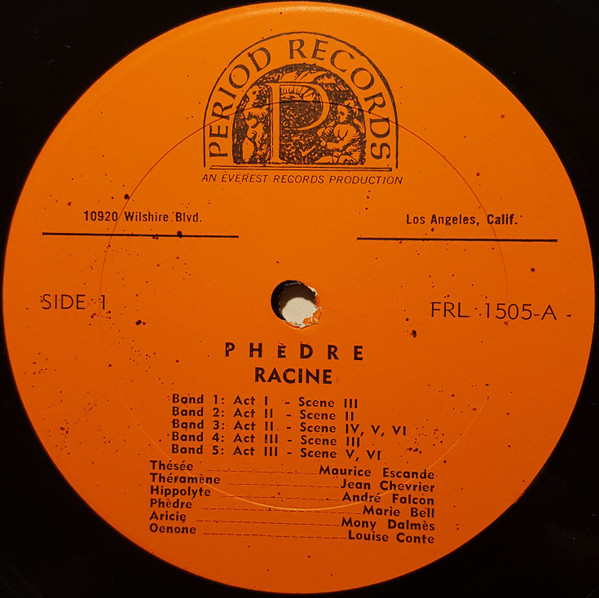 PERIOD RECORDS
P
AN EVEREST RECORDS PRODUCTION
10920 Wilshire Blvd.
Los Angeles, Calif.
SIDE 1
FRL 1505-A
PHÈDRE
RACINE
Band 1: Act I - Scene III
Band 2: Act II - Scene II
Band 3: Act II - Scene IV, V, VI
Band 4: Act III - Scene III
Band 5: Act III - Scene V, VI
Thésée Maurice Escande
Théramène Jean Chevrier
Hippolyte André Falcon
Phèdre Marie Bell
Aricie Mony Dalmès
Oenone Louise Conte